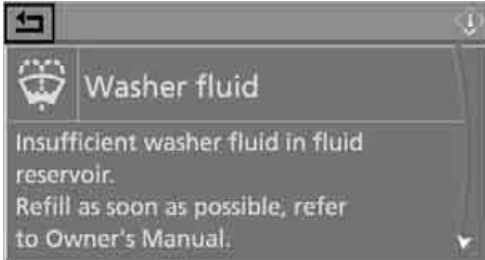 Washer fluid
Insufficient washer fluid in fluid
reservoir.
Refill as soon as possible, refer
to Owner's Manual.